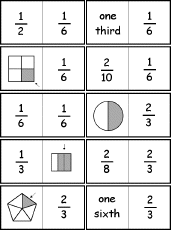 1/2 1/6 one third 1/6
1/6 2/10 1/6
1/6 1/6 2/3
1/3 2/8 2/3
2/3 one sixth 2/3